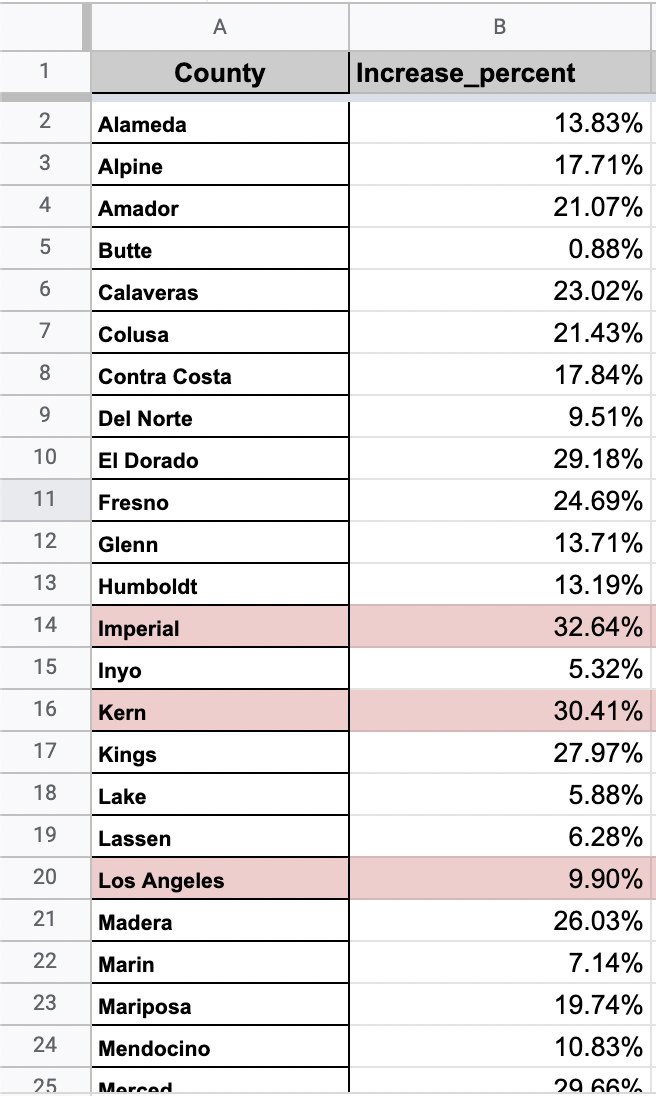 A B
1 County Increase_percent
2 Alameda 13.83%
3 Alpine 17.71%
4 Amador 21.07%
5 Butte 0.88%
6 Calaveras 23.02%
7 Colusa 21.43%
8 Contra Costa 17.84%
9 Del Norte 9.51%
10 El Dorado 29.18%
11 Fresno 24.69%
12 Glenn 13.71%
13 Humboldt 13.19%
14 Imperial 32.64%
15 Inyo 5.32%
16 Kern 30.41%
17 Kings 27.97%
18 Lake 5.88%
19 Lassen 6.28%
20 Los Angeles 9.90%
21 Madera 26.03%
22 Marin 7.14%
23 Mariposa 19.74%
24 Mendocino 10.83%
25 Merced 29.66%